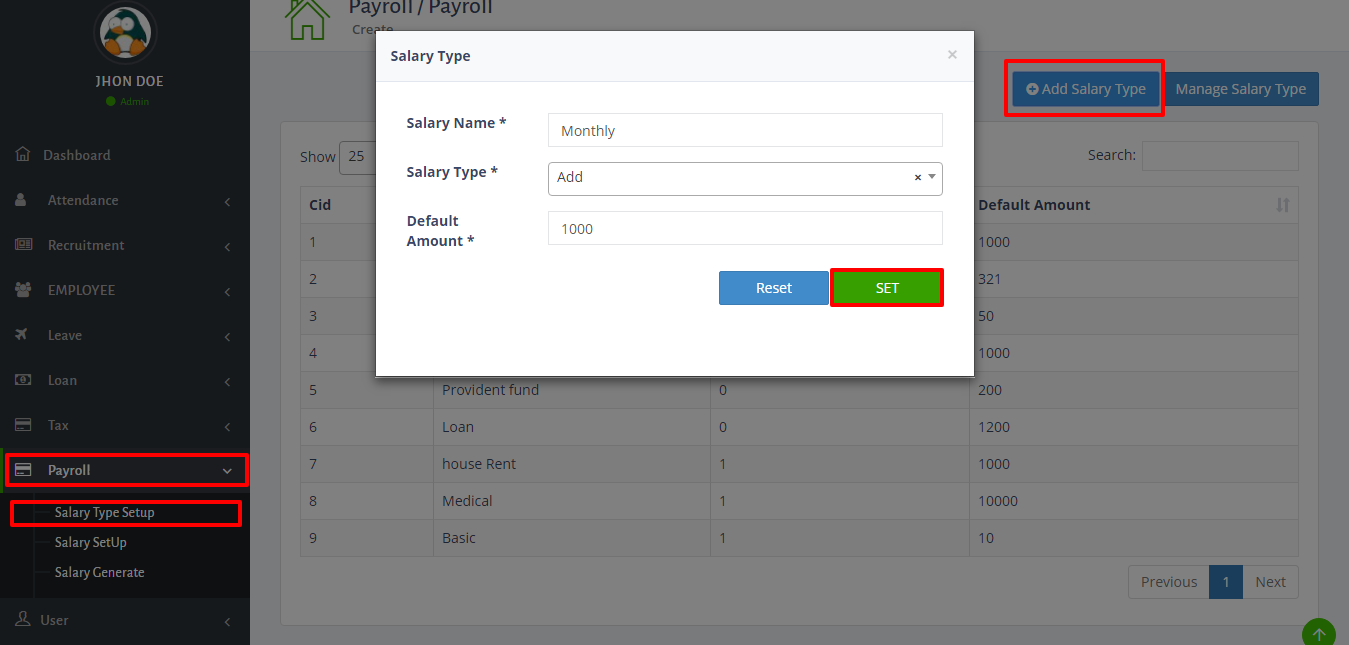 JHON DOE
Admin
Dashboard
Attendance
Recruitment
EMPLOYEE
Leave
Loan
Tax
Payroll
Salary Type Setup
Salary SetUp
Salary Generate
User
Payroll / Payroll
Create
Add Salary Type
Manage Salary Type
Salary Type
×
Salary Name *
Monthly
Salary Type *
Add ×
Default
Amount *
1000
Reset
SET
Show 25
Search:
Cid Default Amount
1 1000
2 321
3 50
4 1000
5 Provident fund 0 200
6 Loan 0 1200
7 house Rent 1 1000
8 Medical 1 10000
9 Basic 1 10
Previous 1 Next